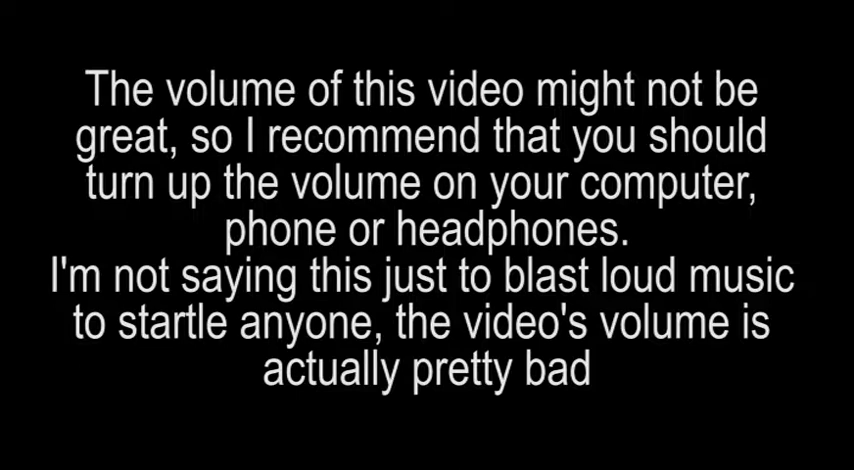 The volume of this video might not be
great, so I recommend that you should
turn up the volume on your computer,
phone or headphones.
I'm not saying this just to blast loud music
to startle anyone, the video's volume is
actually pretty bad